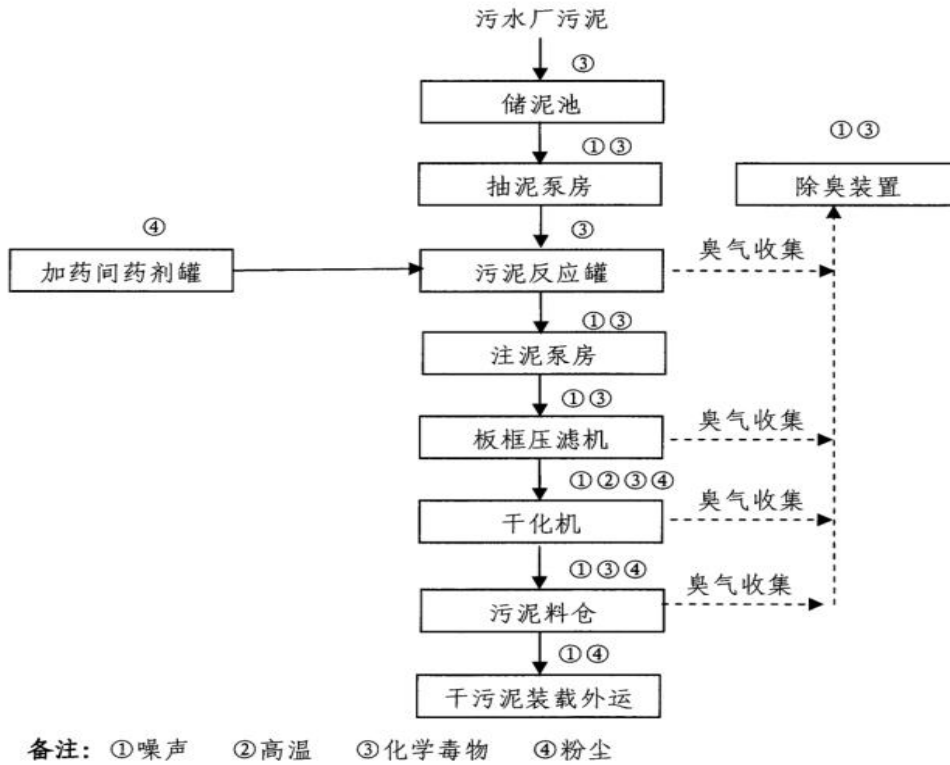 污水厂污泥
③
储泥池
①③
①③
抽泥泵房
除臭装置
④
③
加药间药剂罐
污泥反应罐
臭气收集
①③
注泥泵房
①③
板框压滤机
臭气收集
①②③④
干化机
臭气收集
①③④
污泥料仓
臭气收集
①④
干污泥装载外运
备注： ①噪声 ②高温 ③化学毒物 ④粉尘